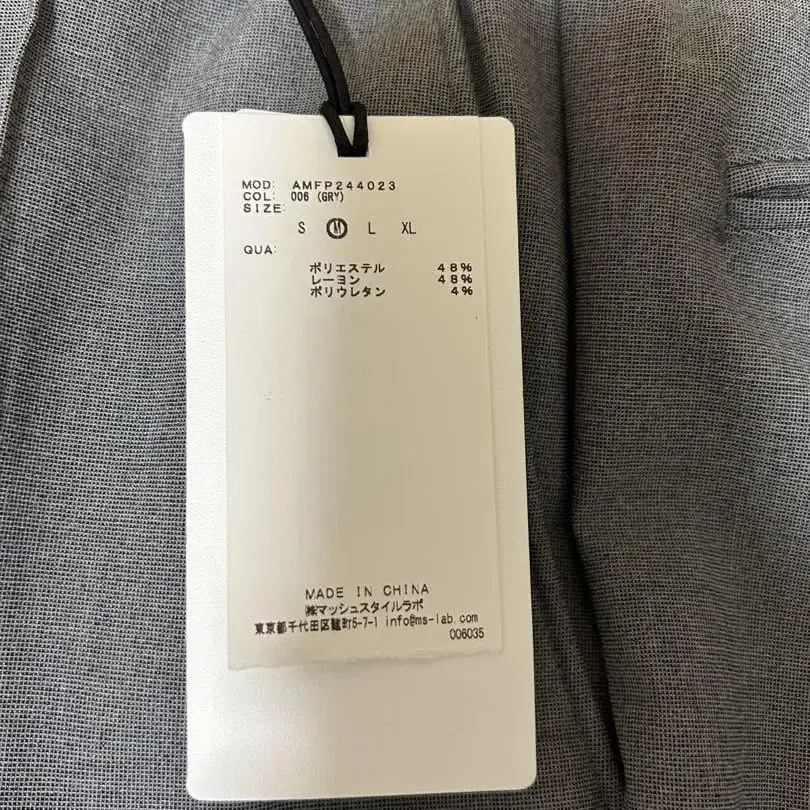 MOD: AMFP244023
COL: 006 (GRY)
SIZE:
S M L XL
QUA:
ポリエステル 48%
レーヨン 48%
ポリウレタン 4%
MADE IN CHINA
㈱マッシュスタイルラボ
東京都千代田区麹町5-7-1 info@ms-lab.com
006035